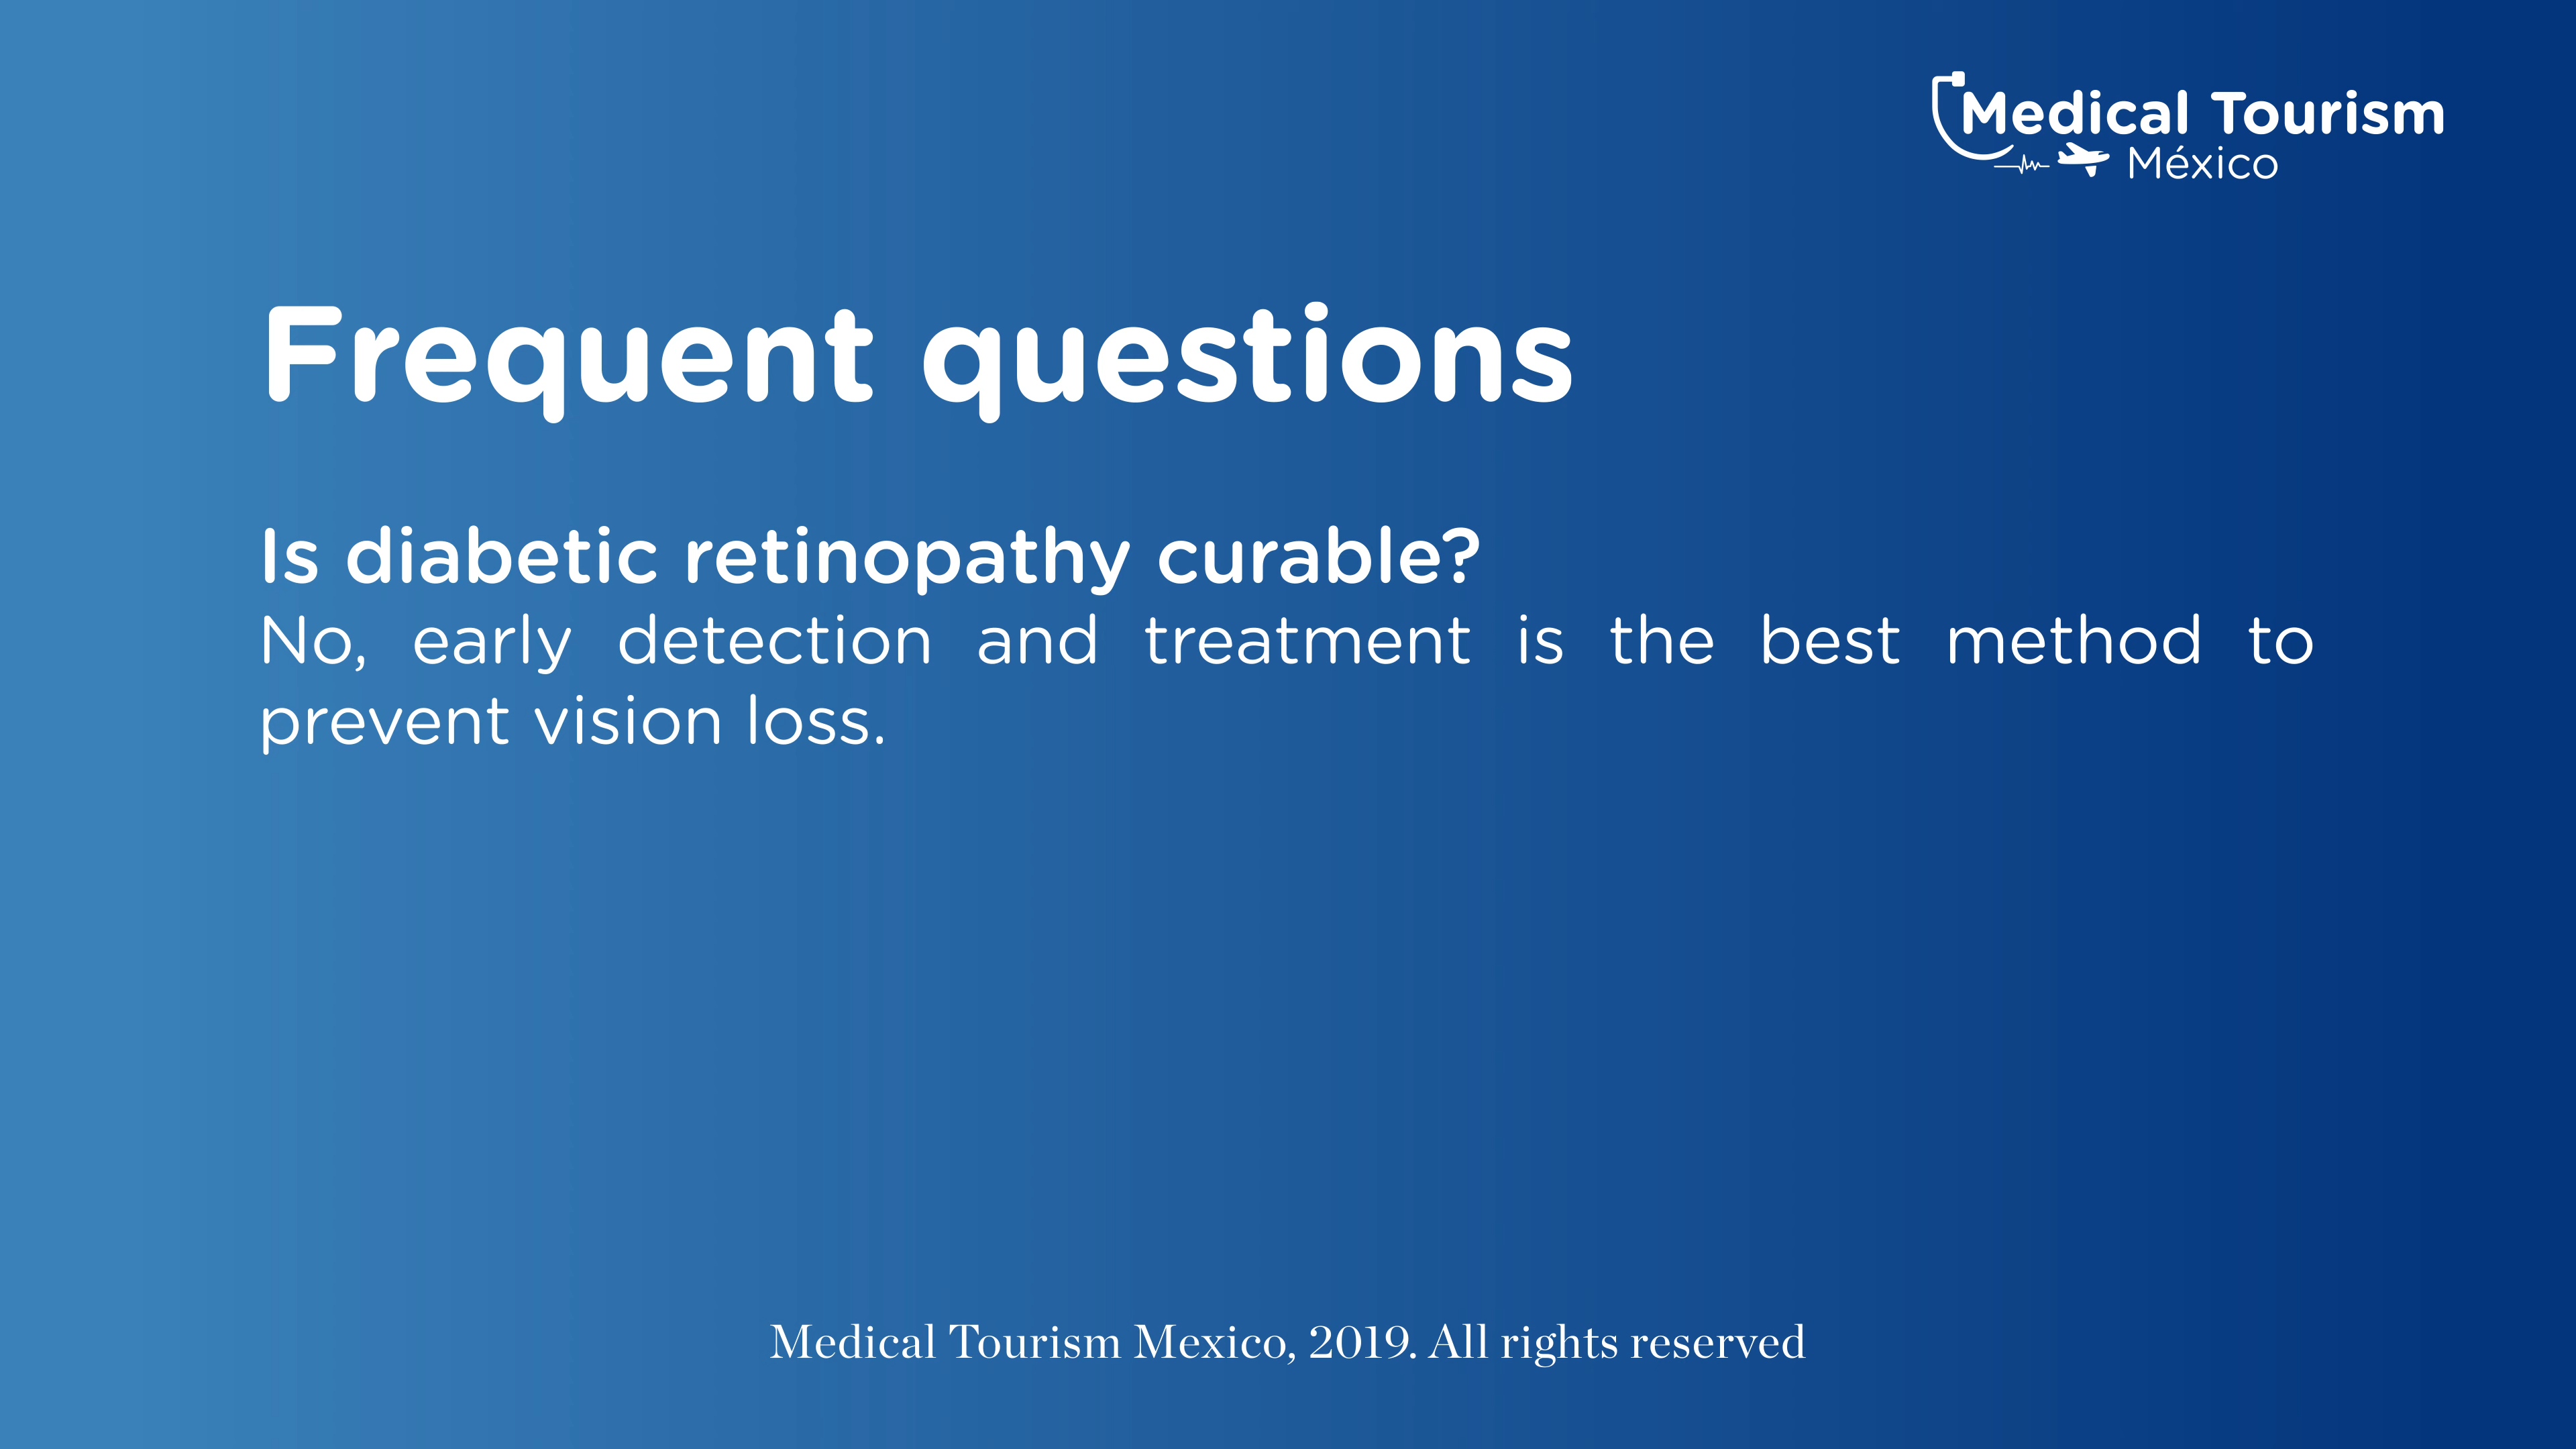 Medical Tourism
México
Frequent questions
Is diabetic retinopathy curable?
No, early detection and treatment is the best method to
prevent vision loss.
Medical Tourism Mexico, 2019. All rights reserved